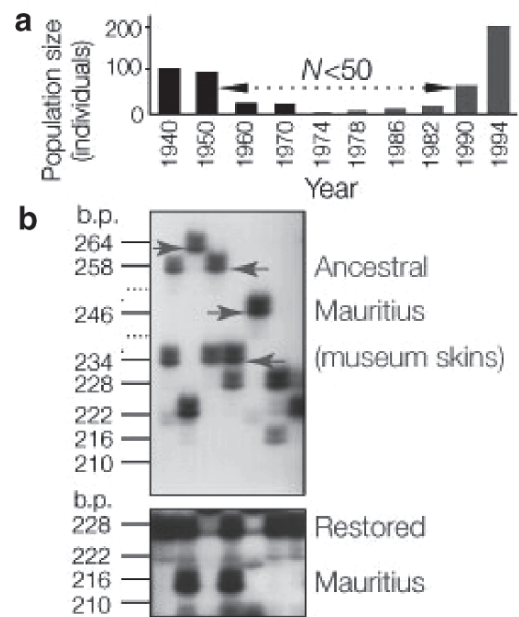 a
Population size
(individuals)
200
100
0
N<50
1940
1950
1960
1970
1974
1978
1986
1982
1990
1994
Year
b
b.p.
264
258
246
234
228
222
216
210
Ancestral
Mauritius
(museum skins)
b.p.
228
222
216
210
Restored
Mauritius